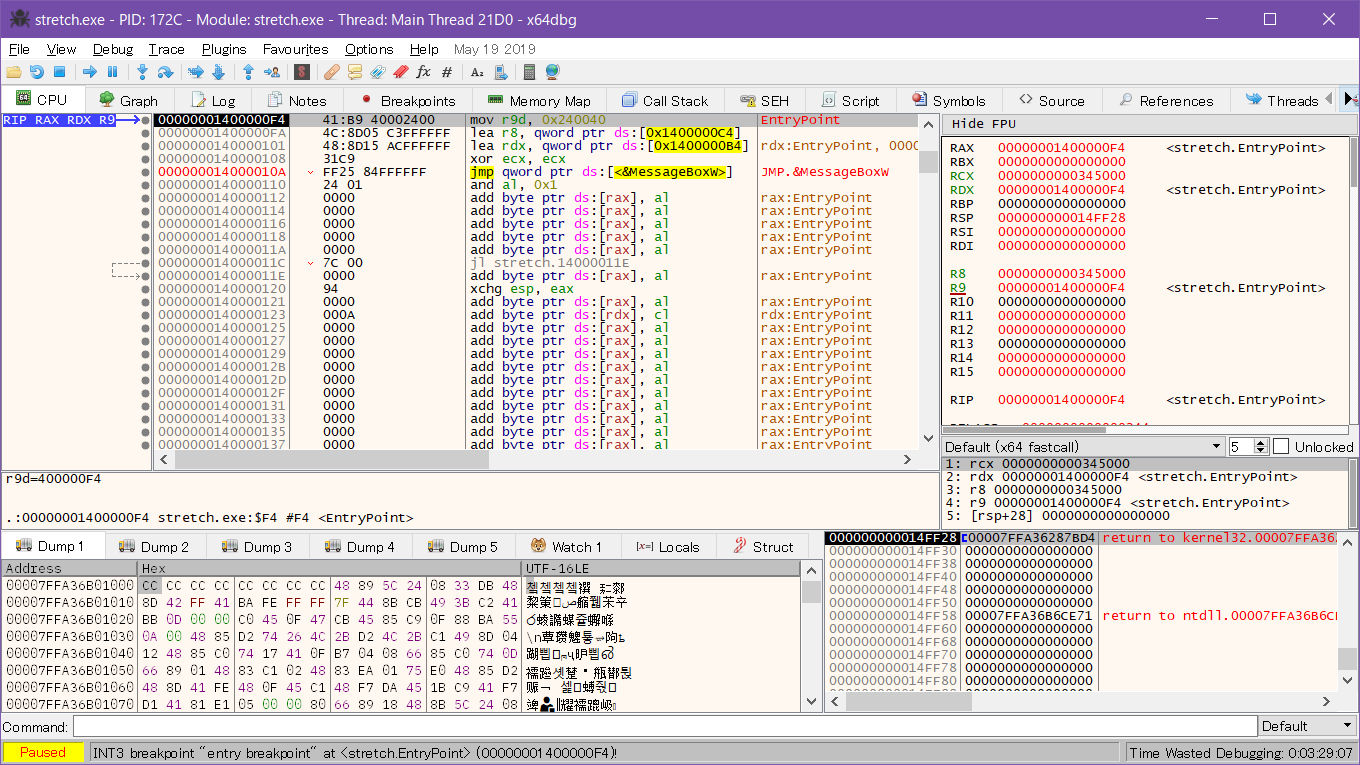 stretch.exe - PID: 172C - Module: stretch.exe - Thread: Main Thread 21D0 - x64dbg
File View Debug Trace Plugins Favourites Options Help May 19 2019
CPU Graph Log Notes Breakpoints Memory Map Call Stack SEH Script Symbols Source References Threads
RIP RAX RDX R9
00000001400000F4 41:B9 40002400 mov r9d, 0x240040 EntryPoint
00000001400000FA 4C:8D05 C3FFFFFF lea r8, qword ptr ds:[0x1400000C4]
0000000140000101 48:8D15 ACFFFFFF lea rdx, qword ptr ds:[0x1400000B4] rdx:EntryPoint, 0000
0000000140000108 31C9 xor ecx, ecx
000000014000010A FF25 84FFFFFF jmp qword ptr ds:[<&MessageBoxW>] JMP.&MessageBoxW
0000000140000110 24 01 and al, 0x1
0000000140000112 0000 add byte ptr ds:[rax], al rax:EntryPoint
0000000140000114 0000 add byte ptr ds:[rax], al rax:EntryPoint
0000000140000116 0000 add byte ptr ds:[rax], al rax:EntryPoint
0000000140000118 0000 add byte ptr ds:[rax], al rax:EntryPoint
000000014000011A 0000 add byte ptr ds:[rax], al rax:EntryPoint
000000014000011C 7C 00 jl stretch.14000011E
000000014000011E 0000 add byte ptr ds:[rax], al rax:EntryPoint
0000000140000120 94 xchg esp, eax
0000000140000121 0000 add byte ptr ds:[rax], al rax:EntryPoint
0000000140000123 000A add byte ptr ds:[rdx], cl rdx:EntryPoint
0000000140000125 0000 add byte ptr ds:[rax], al rax:EntryPoint
0000000140000127 0000 add byte ptr ds:[rax], al rax:EntryPoint
0000000140000129 0000 add byte ptr ds:[rax], al rax:EntryPoint
000000014000012B 0000 add byte ptr ds:[rax], al rax:EntryPoint
000000014000012D 0000 add byte ptr ds:[rax], al rax:EntryPoint
000000014000012F 0000 add byte ptr ds:[rax], al rax:EntryPoint
0000000140000131 0000 add byte ptr ds:[rax], al rax:EntryPoint
0000000140000133 0000 add byte ptr ds:[rax], al rax:EntryPoint
0000000140000135 0000 add byte ptr ds:[rax], al rax:EntryPoint
0000000140000137 0000 add byte ptr ds:[rax], al rax:EntryPoint
Hide FPU
RAX 00000001400000F4 <stretch.EntryPoint>
RBX 0000000000000000
RCX 0000000000345000
RDX 00000001400000F4 <stretch.EntryPoint>
RBP 0000000000000000
RSP 000000000014FF28
RSI 0000000000000000
RDI 0000000000000000
R8 0000000000345000
R9 00000001400000F4 <stretch.EntryPoint>
R10 0000000000000000
R11 0000000000000000
R12 0000000000000000
R13 0000000000000000
R14 0000000000000000
R15 0000000000000000
RIP 00000001400000F4 <stretch.EntryPoint>
Default (x64 fastcall) 5 Unlocked
1: rcx 0000000000345000
2: rdx 00000001400000F4 <stretch.EntryPoint>
3: r8 0000000000345000
4: r9 00000001400000F4 <stretch.EntryPoint>
5: [rsp+28] 0000000000000000
r9d=400000F4
.:00000001400000F4 stretch.exe:$F4 #F4 <EntryPoint>
Dump 1 Dump 2 Dump 3 Dump 4 Dump 5 Watch 1 Locals Struct
Address Hex UTF-16LE
00007FFA36B01000 CC CC CC CC CC CC CC CC 48 89 5C 24 08 33 DB 48
00007FFA36B01010 8D 42 FF 41 BA FE FF FF 7F 44 8B CB 49 3B C2 41
00007FFA36B01020 BB 0D 00 00 C0 45 0F 47 CB 45 85 C9 0F 88 BA 55
00007FFA36B01030 0A 00 48 85 D2 74 26 4C 2B D2 4C 2B C1 49 8D 04
00007FFA36B01040 12 48 85 C0 74 17 41 0F B7 04 08 66 85 C0 74 0D
00007FFA36B01050 66 89 01 48 83 C1 02 48 83 EA 01 75 E0 48 85 D2
00007FFA36B01060 48 8D 41 FE 48 0F 45 C1 48 F7 DA 45 1B C9 41 F7
00007FFA36B01070 D1 41 81 E1 05 00 00 80 66 89 18 48 8B 5C 24 08
000000000014FF28 00007FFA36287BD4 return to kernel32.00007FFA362
000000000014FF30 0000000000000000
000000000014FF38 0000000000000000
000000000014FF40 0000000000000000
000000000014FF48 0000000000000000
000000000014FF50 0000000000000000
000000000014FF58 00007FFA36B6CE71 return to ntdll.00007FFA36B6CE
000000000014FF60 0000000000000000
000000000014FF68 0000000000000000
000000000014FF70 0000000000000000
000000000014FF78 0000000000000000
000000000014FF80 0000000000000000
Command: Default
Paused INT3 breakpoint "entry breakpoint" at <stretch.EntryPoint> (00000001400000F4)! Time Wasted Debugging: 0:03:29:07